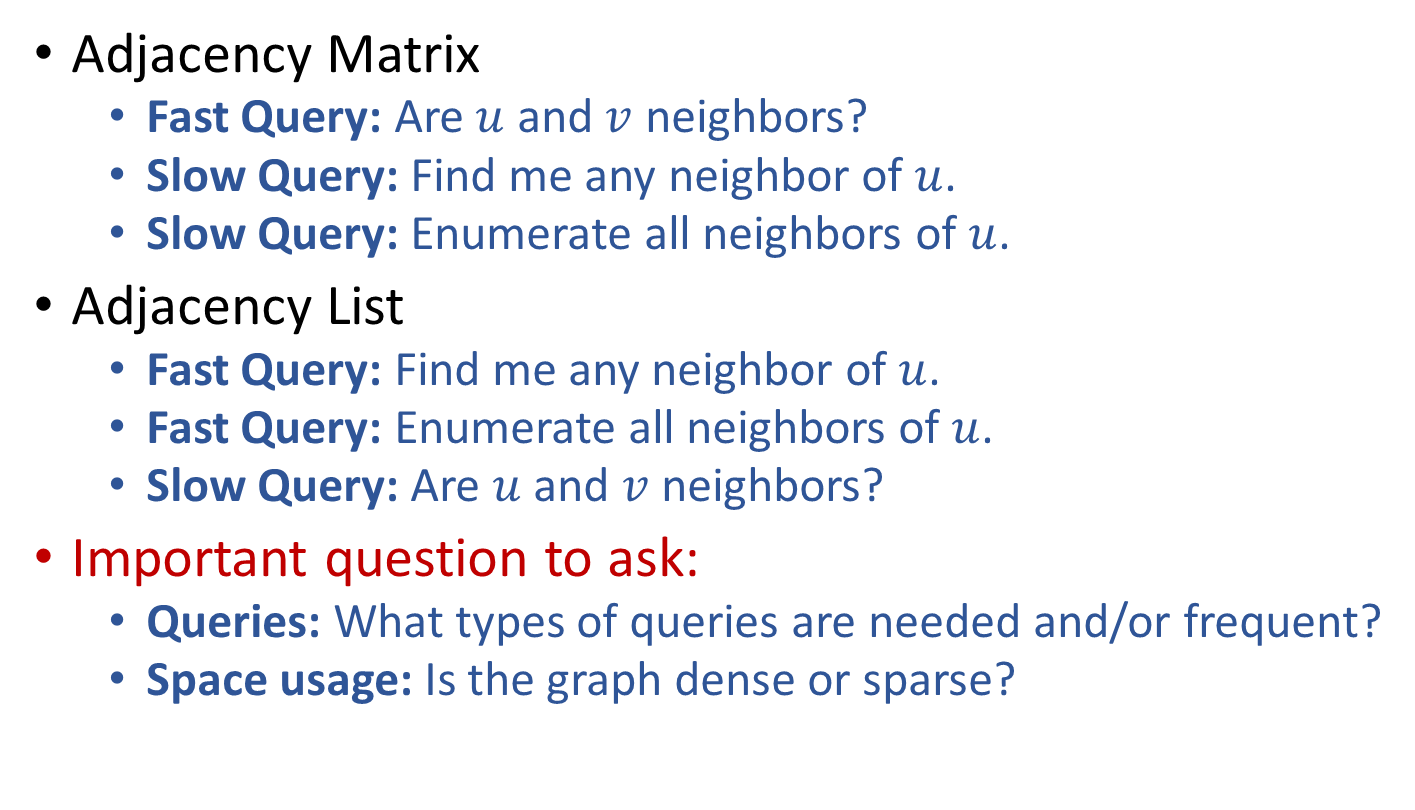 • Adjacency Matrix
• Fast Query: Are u and v neighbors?
• Slow Query: Find me any neighbor of u.
• Slow Query: Enumerate all neighbors of u.
• Adjacency List
• Fast Query: Find me any neighbor of u.
• Fast Query: Enumerate all neighbors of u.
• Slow Query: Are u and v neighbors?
• Important question to ask:
• Queries: What types of queries are needed and/or frequent?
• Space usage: Is the graph dense or sparse?